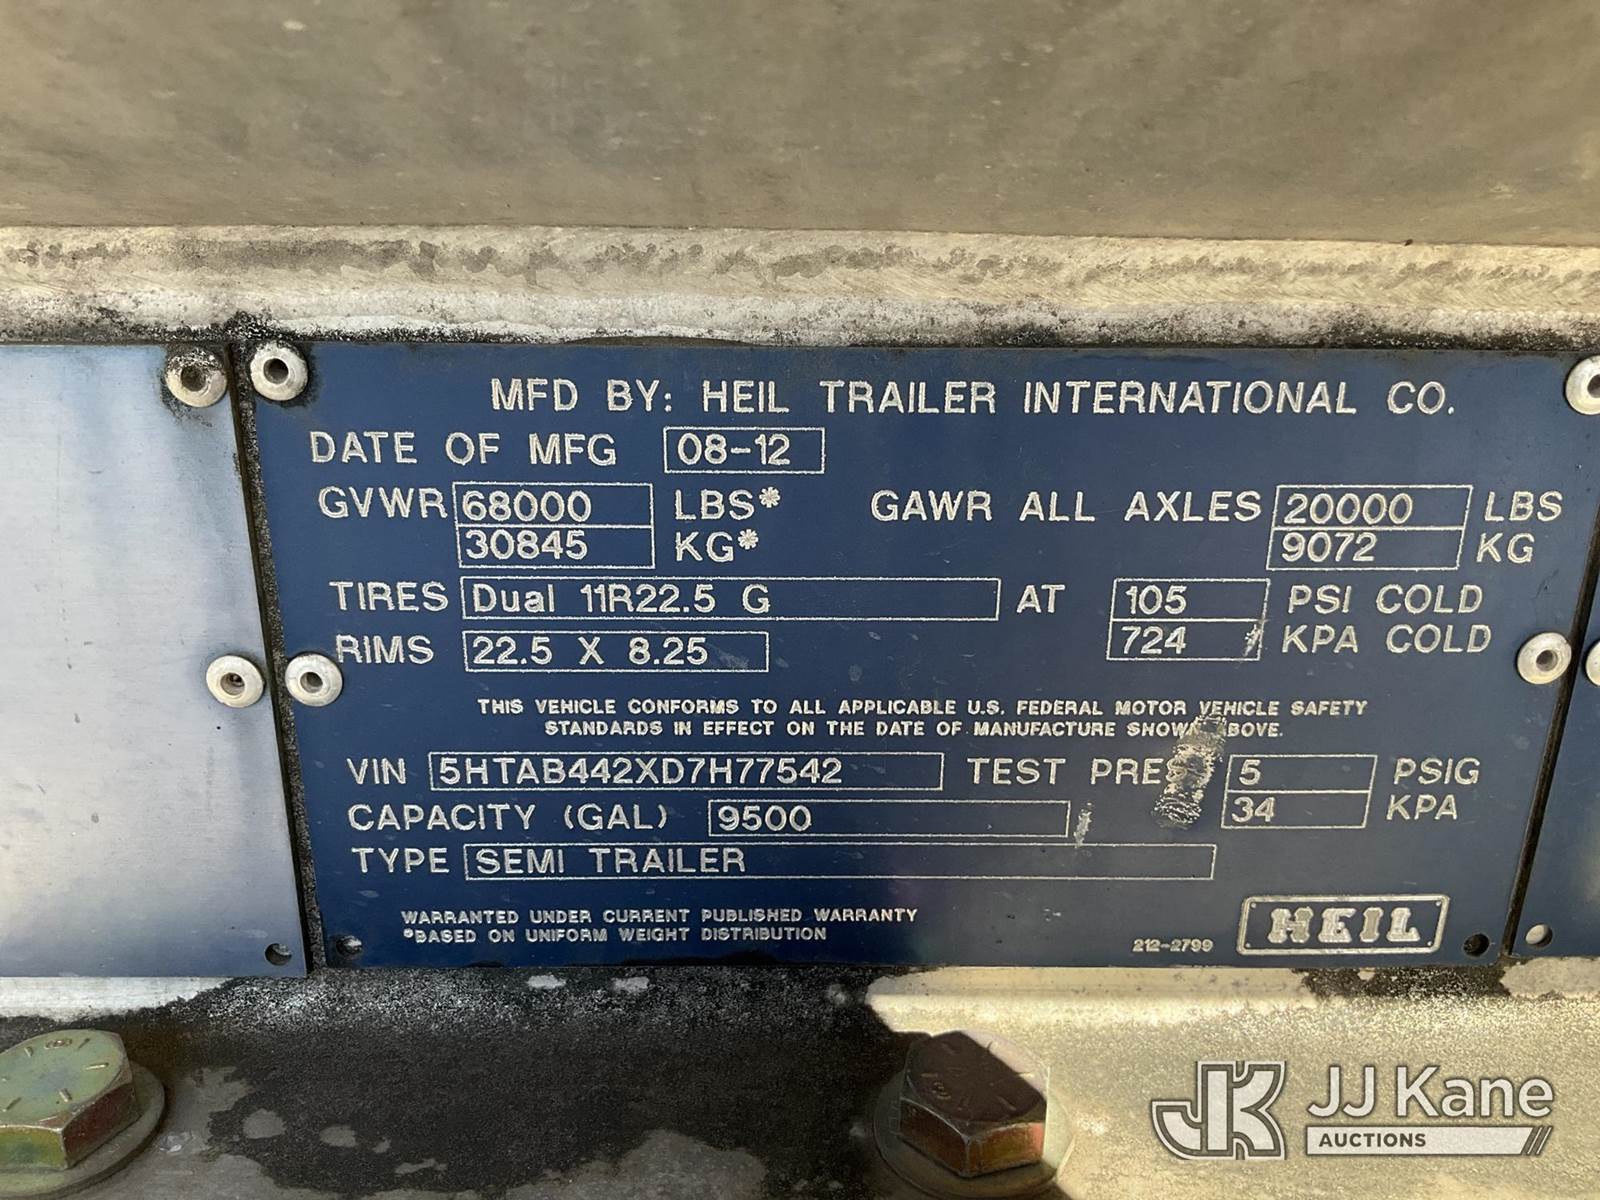 MFD BY: HEIL TRAILER INTERNATIONAL CO.
DATE OF MFG 08-12
GVWR 68000 LBS* GAWR ALL AXLES 20000 LBS
30845 KG* 9072 KG
TIRES Dual 11R22.5 G AT 105 PSI COLD
RIMS 22.5 X 8.25 724 KPA COLD
THIS VEHICLE CONFORMS TO ALL APPLICABLE U.S. FEDERAL MOTOR VEHICLE SAFETY
STANDARDS IN EFFECT ON THE DATE OF MANUFACTURE SHOWN ABOVE.
VIN 5HTAB442XD7H77542 TEST PRES 5 PSIG
CAPACITY (GAL) 9500 34 KPA
TYPE SEMI TRAILER
WARRANTED UNDER CURRENT PUBLISHED WARRANTY
*BASED ON UNIFORM WEIGHT DISTRIBUTION
212-2799
HEIL
JK JJ Kane
AUCTIONS